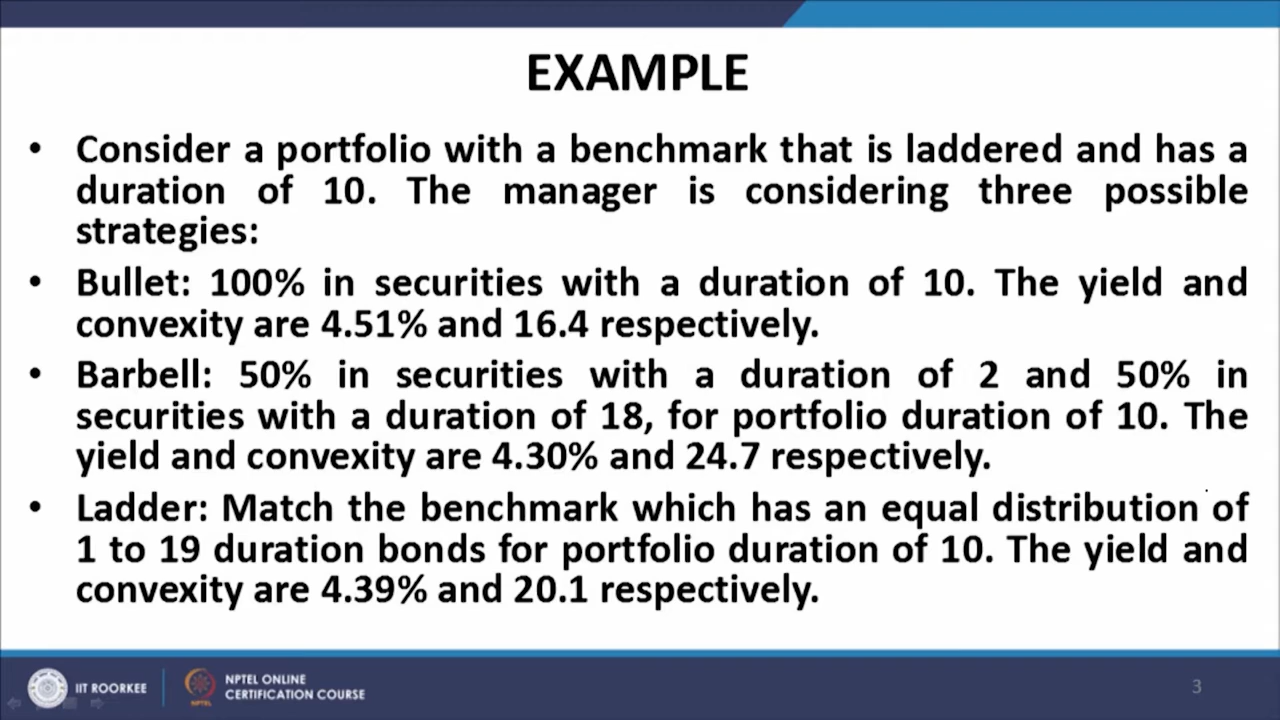 EXAMPLE
• Consider a portfolio with a benchmark that is laddered and has a
duration of 10. The manager is considering three possible
strategies:
• Bullet: 100% in securities with a duration of 10. The yield and
convexity are 4.51% and 16.4 respectively.
• Barbell: 50% in securities with a duration of 2 and 50% in
securities with a duration of 18, for portfolio duration of 10. The
yield and convexity are 4.30% and 24.7 respectively.
• Ladder: Match the benchmark which has an equal distribution of
1 to 19 duration bonds for portfolio duration of 10. The yield and
convexity are 4.39% and 20.1 respectively.
IIT ROORKEE
NPTEL
NPTEL ONLINE
CERTIFICATION COURSE
3